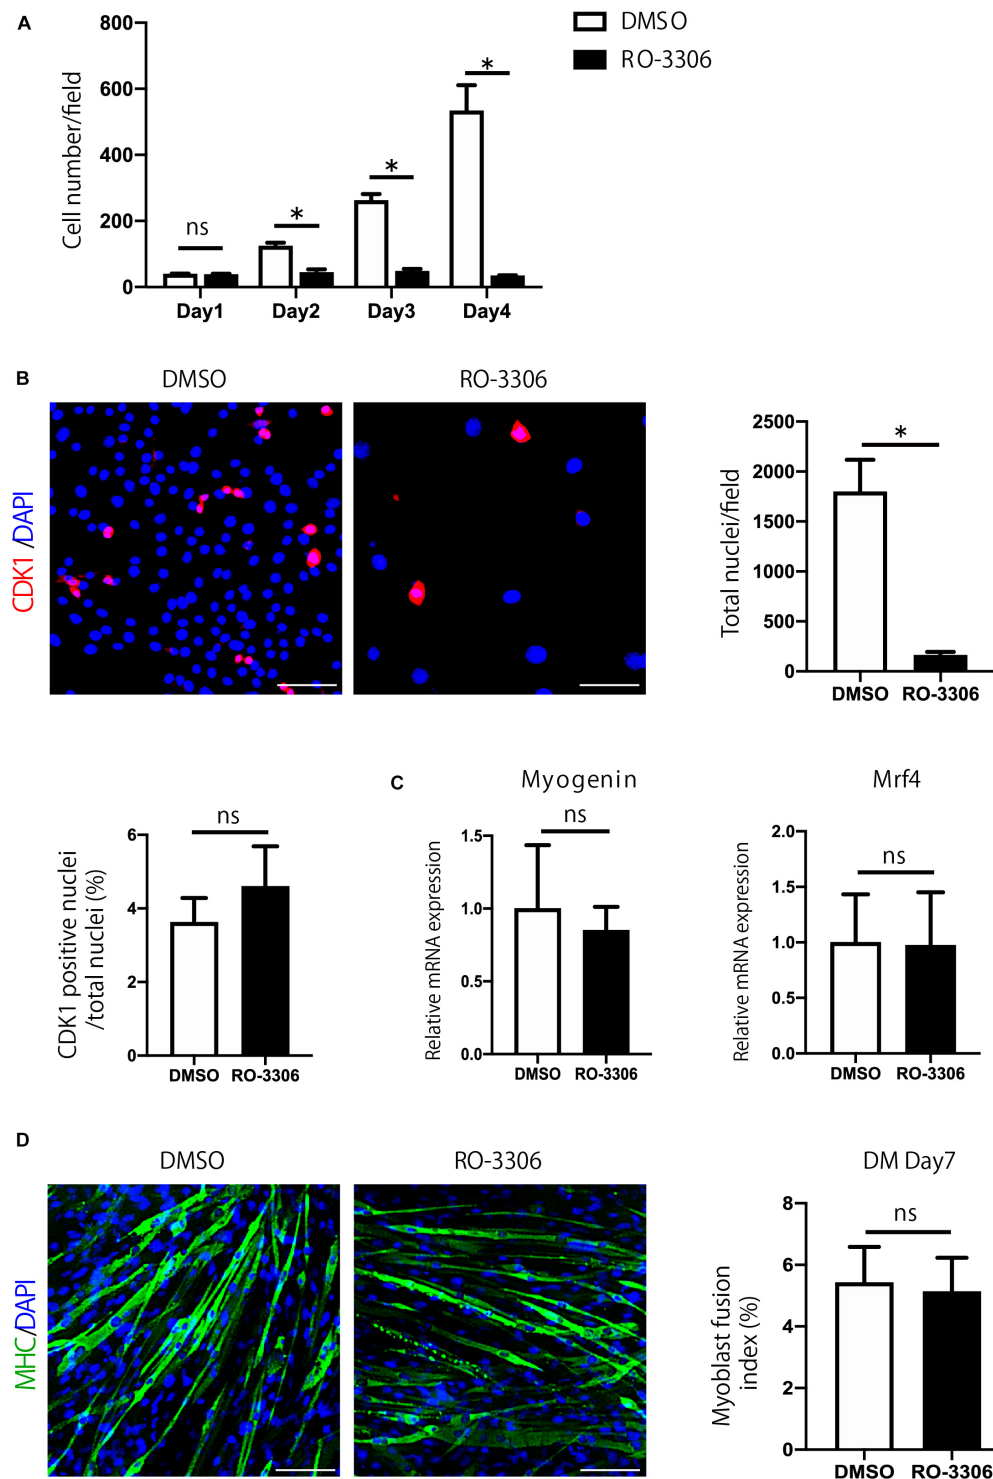 A
DMSO
RO-3306
Cell number/field
800
600
400
200
0
ns
*
*
*
Day1 Day2 Day3 Day4
B
DMSO RO-3306
CDK1 /DAPI
Total nuclei/field
2500
2000
1500
1000
500
0
*
DMSO RO-3306
CDK1 positive nuclei
/total nuclei (%)
6
4
2
0
ns
DMSO RO-3306
C
Myogenin
Relative mRNA expression
1.5
1.0
0.5
0.0
ns
DMSO RO-3306
Mrf4
Relative mRNA expression
2.0
1.5
1.0
0.5
0.0
ns
DMSO RO-3306
D
DMSO RO-3306
MHC/DAPI
DM Day7
Myoblast fusion
index (%)
8
6
4
2
0
ns
DMSO RO-3306